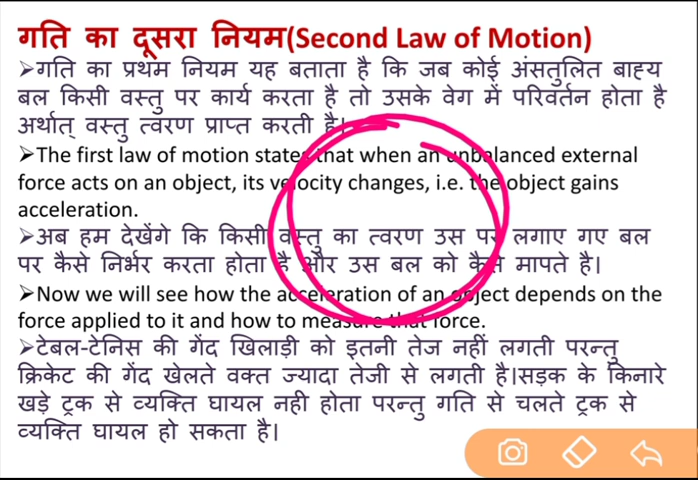 गति का दूसरा नियम(Second Law of Motion)
➢गति का प्रथम नियम यह बताता है कि जब कोई अंसतुलित बाह्य
बल किसी वस्तु पर कार्य करता है तो उसके वेग में परिवर्तन होता है
अर्थात् वस्तु त्वरण प्राप्त करती है।
➢The first law of motion states that when an unbalanced external
force acts on an object, its velocity changes, i.e. the object gains
acceleration.
➢अब हम देखेंगे कि किसी वस्तु का त्वरण उस पर लगाए गए बल
पर कैसे निर्भर करता होता है और उस बल को कैसे मापते है।
➢Now we will see how the acceleration of an object depends on the
force applied to it and how to measure that force.
➢टेबल-टेनिस की गेंद खिलाड़ी को इतनी तेज नहीं लगती परन्तु
क्रिकेट की गेंद खेलते वक्त ज्यादा तेजी से लगती है।सड़क के किनारे
खड़े ट्रक से व्यक्ति घायल नही होता परन्तु गति से चलते ट्रक से
व्यक्ति घायल हो सकता है।